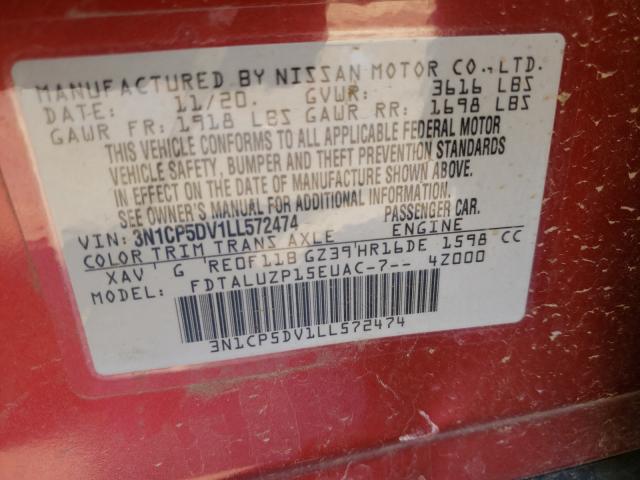 MANUFACTURED BY NISSAN MOTOR CO., LTD.
DATE: 11/20. GVWR: 3616 LBS
GAWR FR: 1918 LBS GAWR RR: 1698 LBS
THIS VEHICLE CONFORMS TO ALL APPLICABLE FEDERAL MOTOR
VEHICLE SAFETY, BUMPER AND THEFT PREVENTION STANDARDS
IN EFFECT ON THE DATE OF MANUFACTURE SHOWN ABOVE.
SEE OWNER'S MANUAL FOR ADDITIONAL INFORMATION.
VIN: 3N1CP5DV1LL572474 PASSENGER CAR.
COLOR TRIM TRANS AXLE ENGINE
XAV G RE0F11B GZ39 HR16DE 1598 CC
MODEL: FDTALUZP15EUAC-7-- 4Z000
3N1CP5DV1LL572474